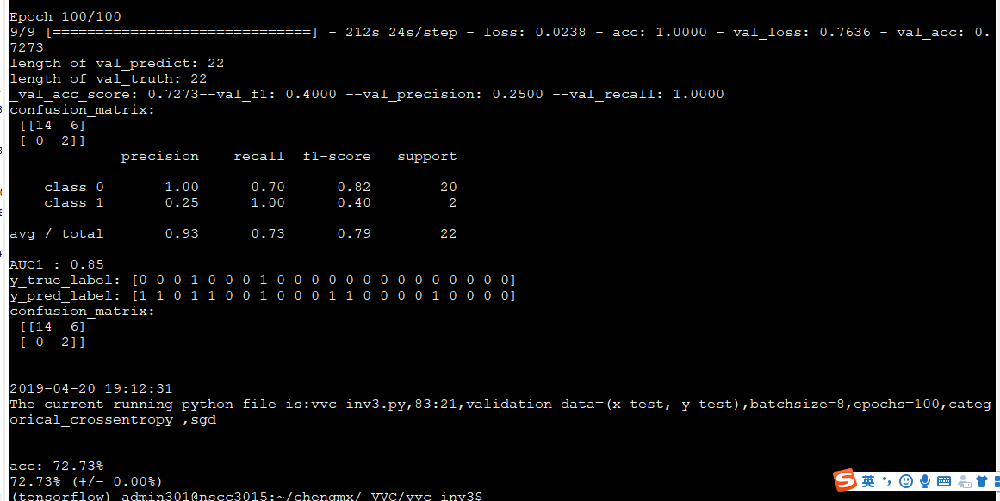 Epoch 100/100
9/9 [==============================] - 212s 24s/step - loss: 0.0238 - acc: 1.0000 - val_loss: 0.7636 - val_acc: 0.
7273
length of val_predict: 22
length of val_truth: 22
_val_acc_score: 0.7273--val_f1: 0.4000 --val_precision: 0.2500 --val_recall: 1.0000
confusion_matrix:
[[14  6]
[ 0  2]]
precision    recall  f1-score   support
class 0       1.00      0.70      0.82        20
class 1       0.25      1.00      0.40         2
avg / total       0.93      0.73      0.79        22
AUC1 : 0.85
y_true_label: [0 0 0 1 0 0 0 1 0 0 0 0 0 0 0 0 0 0 0 0 0 0]
y_pred_label: [1 1 0 1 1 0 0 1 0 0 0 1 1 0 0 0 0 1 0 0 0 0]
confusion_matrix:
[[14  6]
[ 0  2]]
2019-04-20 19:12:31
The current running python file is:vvc_inv3.py,83:21,validation_data=(x_test, y_test),batchsize=8,epochs=100,categ
orical_crossentropy ,sgd
acc: 72.73%
72.73% (+/- 0.00%)
(tensorflow) admin301@nscc3015:~/chengmx/ VVC/vvc inv3$
S 英